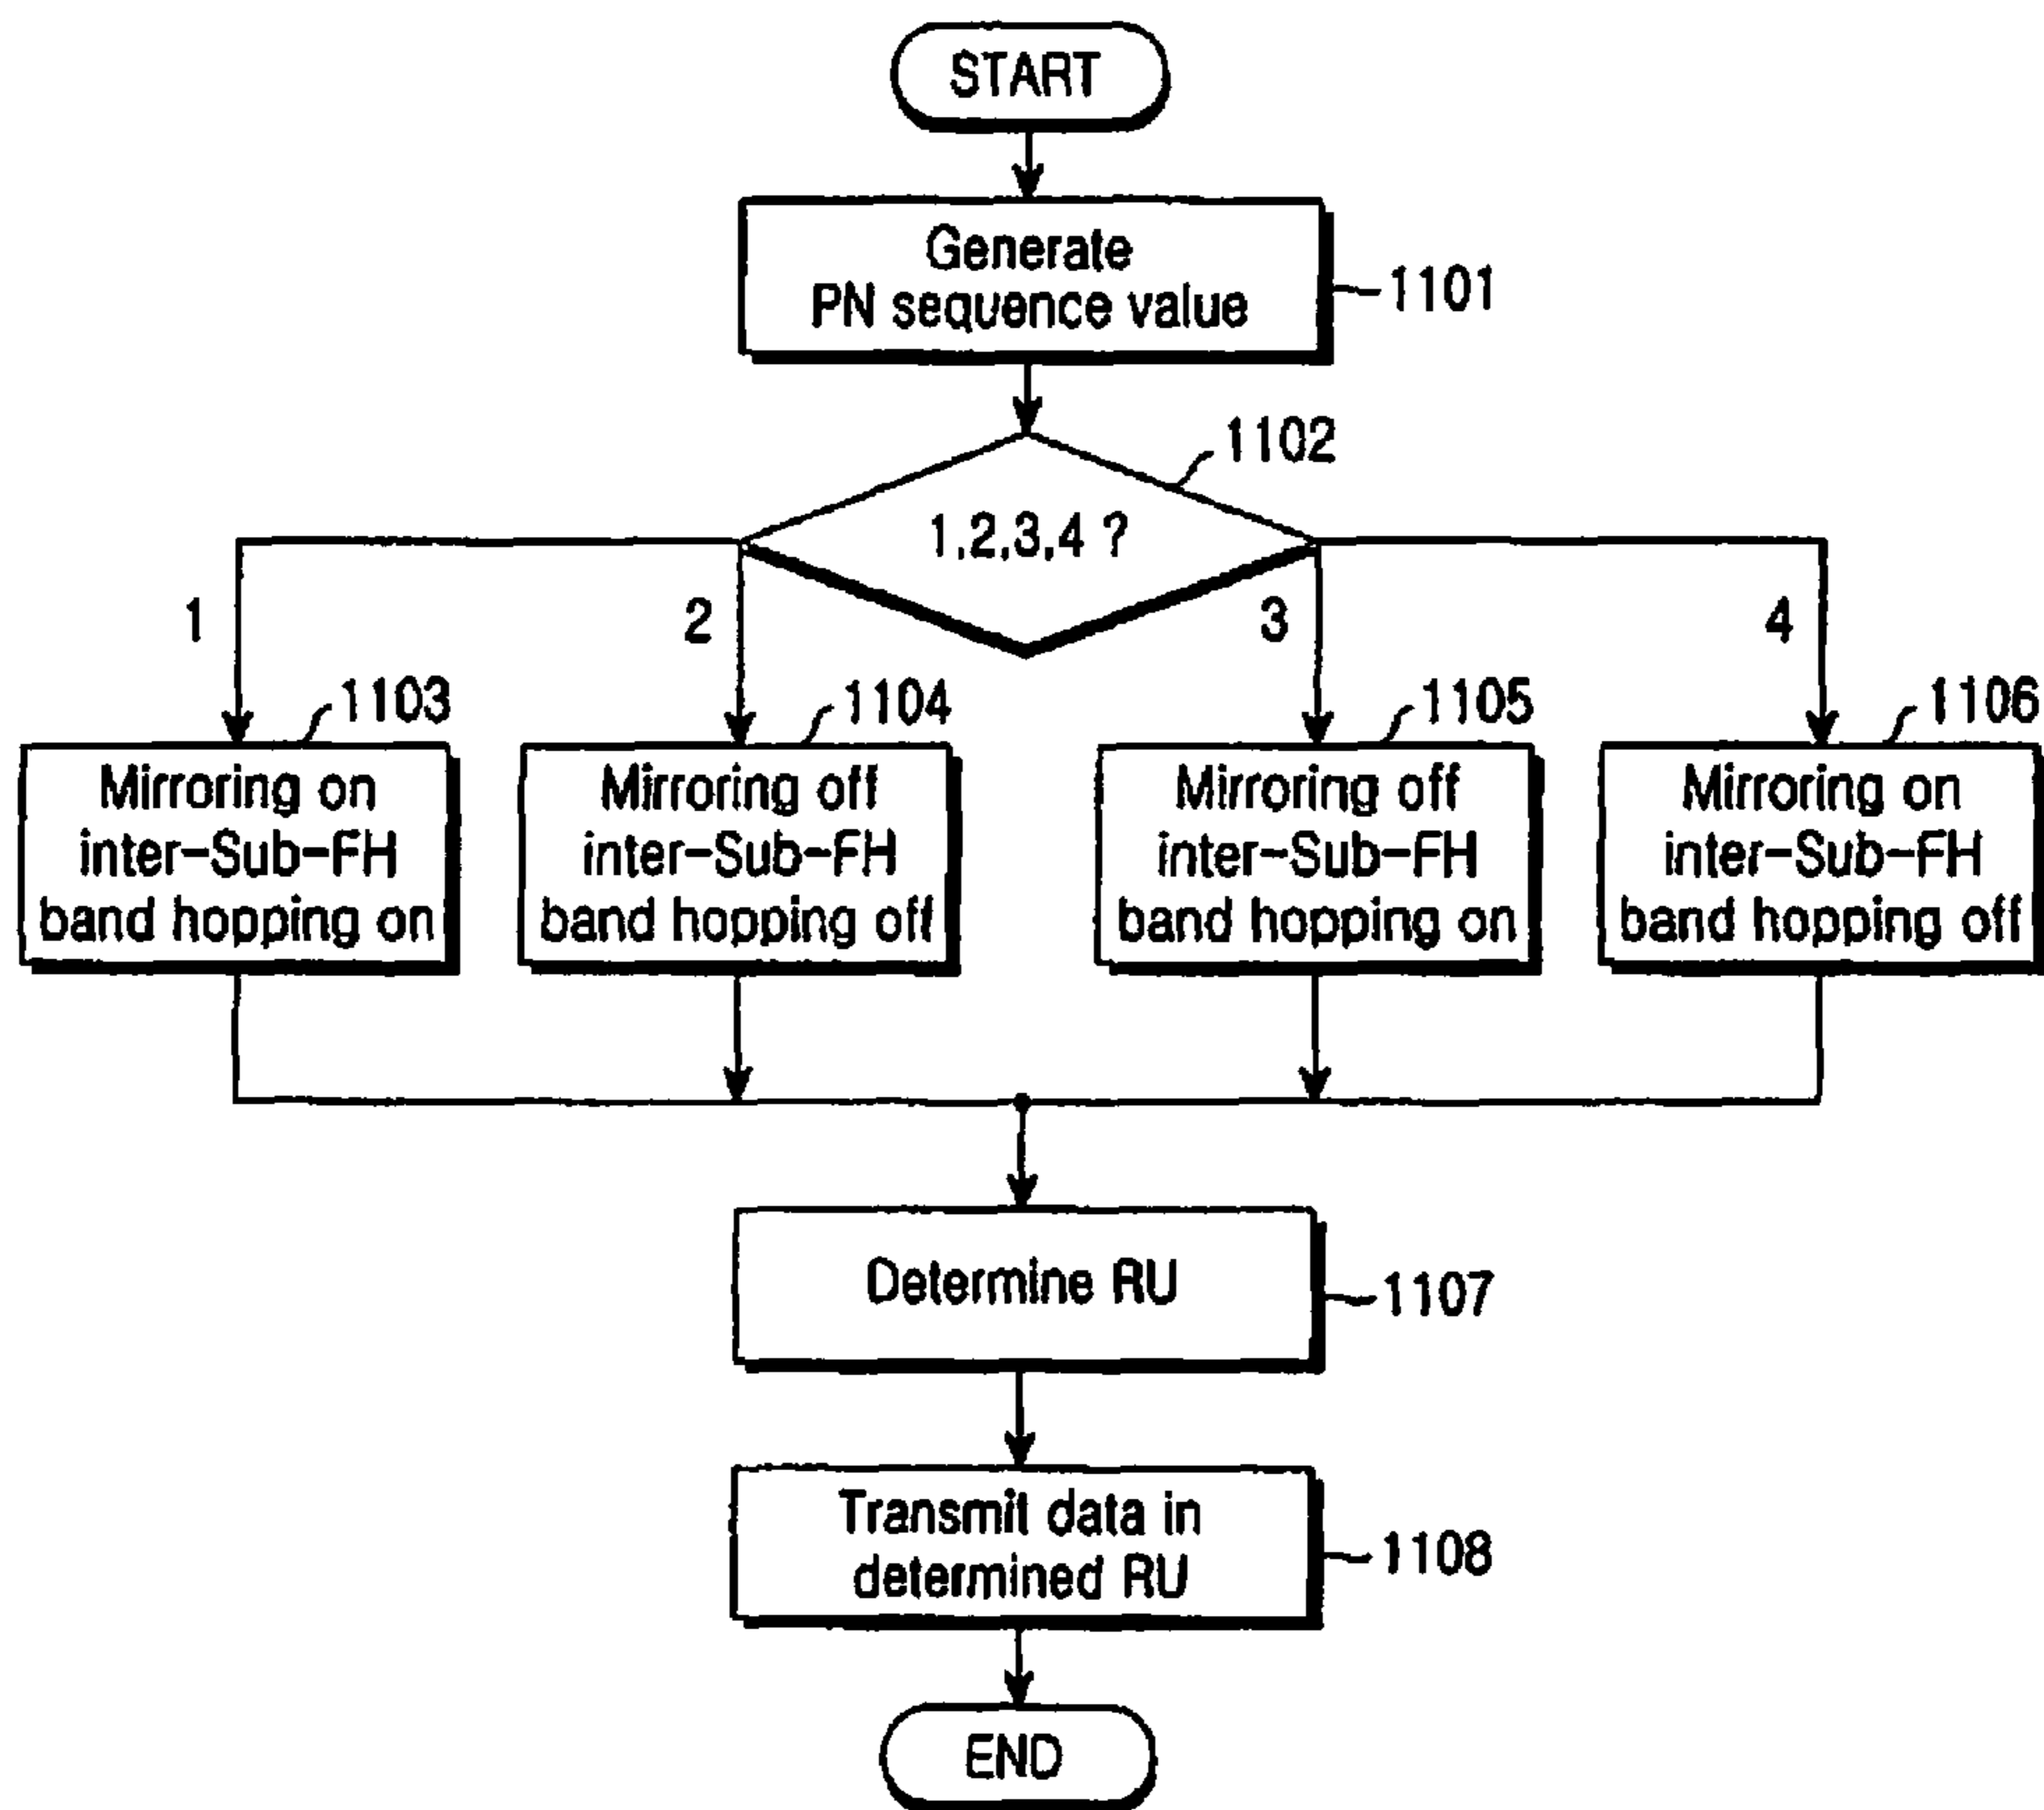 START
Generate
PN sequence value
1101
1102
1,2,3,4 ?
1
2
3
4
1103
1104
1105
1106
Mirroring on
inter-Sub-FH
band hopping on
Mirroring off
inter-Sub-FH
band hopping off
Mirroring off
inter-Sub-FH
band hopping on
Mirroring on
inter-Sub-FH
band hopping off
Determine RU
1107
Transmit data in
determined RU
1108
END